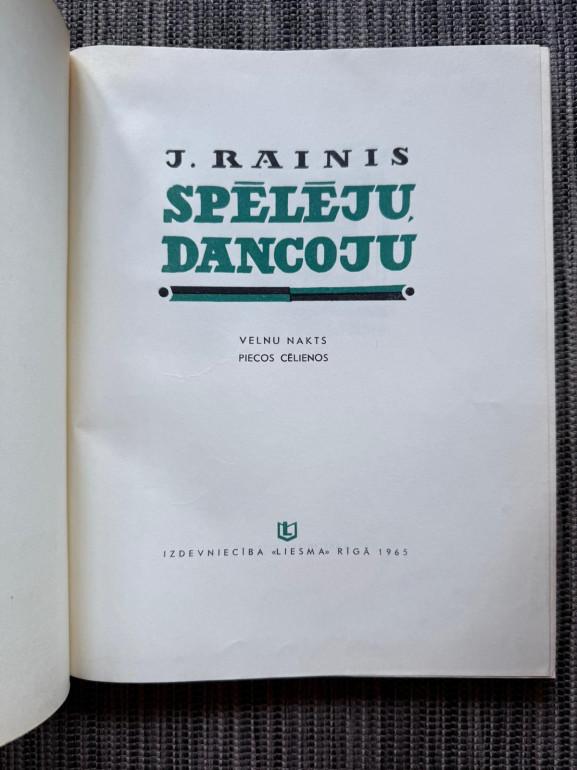 J. RAINIS
SPĒLĒJU,
DANCOJU
VELNU NAKTS
PIECOS CĒLIENOS
L
IZDEVNIECĪBA «LIESMA» RĪGĀ 1965